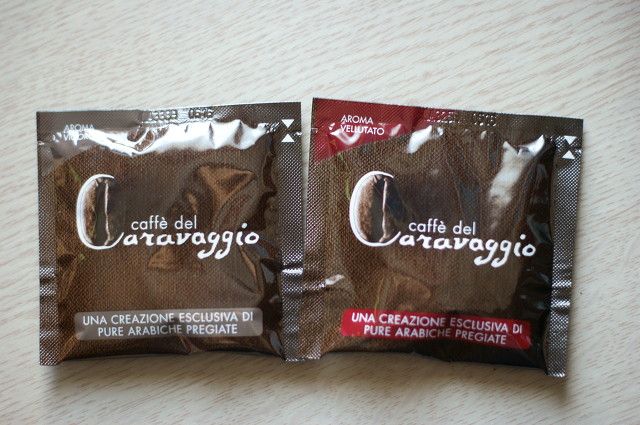 AROMA
caffè del
Caravaggio
UNA CREAZIONE ESCLUSIVA DI
PURE ARABICHE PREGIATE
AROMA
VELLUTATO
caffè del
Caravaggio
UNA CREAZIONE ESCLUSIVA DI
PURE ARABICHE PREGIATE